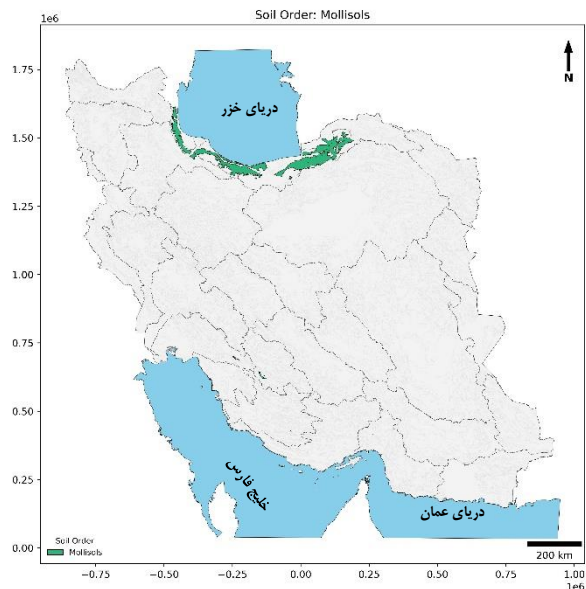 Soil Order: Mollisols
1e6
1.75
1.50
1.25
1.00
0.75
0.50
0.25
0.00
N
دریای خزر
خلیج فارس
دریای عمان
Soil Order
Mollisols
200 km
−0.75
−0.50
−0.25
0.00
0.25
0.50
0.75
1.00
1e6